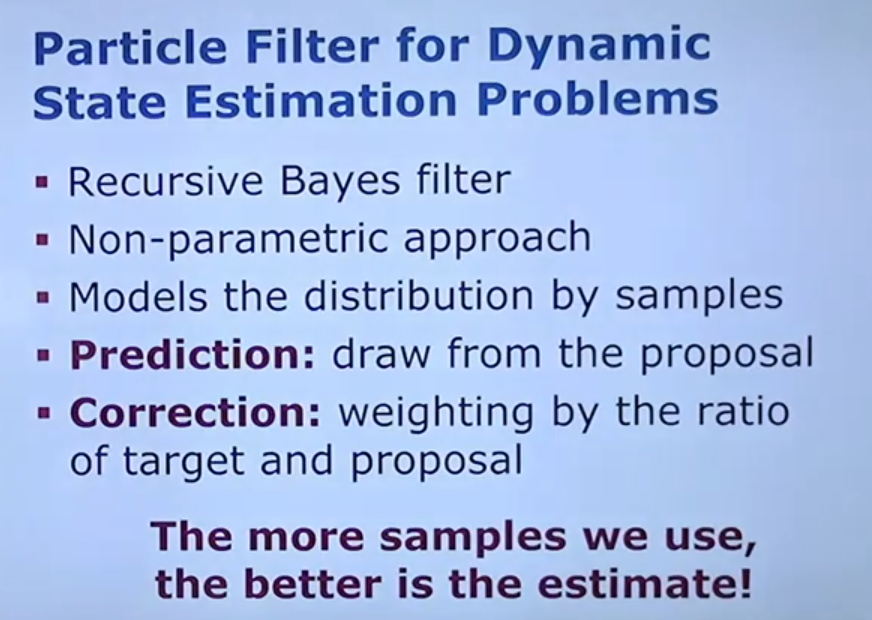 Particle Filter for Dynamic
State Estimation Problems
▪ Recursive Bayes filter
▪ Non-parametric approach
▪ Models the distribution by samples
▪ Prediction: draw from the proposal
▪ Correction: weighting by the ratio
of target and proposal
The more samples we use,
the better is the estimate!